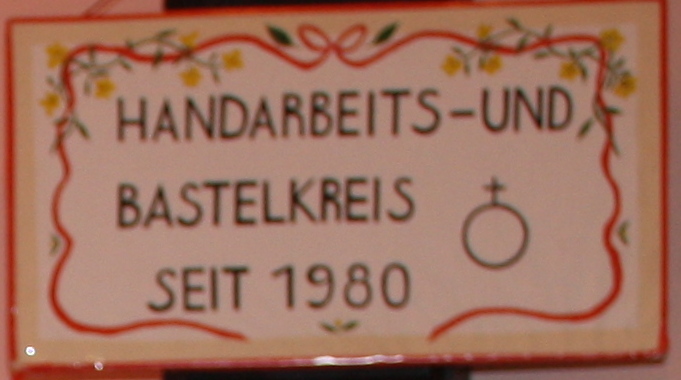 HANDARBEITS-UND
BASTELKREIS
SEIT 1980